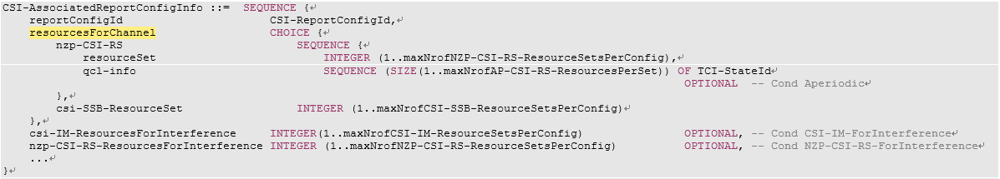 CSI-AssociatedReportConfigInfo ::=  SEQUENCE {↵
    reportConfigId                      CSI-ReportConfigId,↵
    resourcesForChannel                 CHOICE {↵
        nzp-CSI-RS                          SEQUENCE {↵
            resourceSet                         INTEGER (1..maxNrofNZP-CSI-RS-ResourceSetsPerConfig),↵
            qcl-info                            SEQUENCE (SIZE(1..maxNrofAP-CSI-RS-ResourcesPerSet)) OF TCI-StateId↵
                                                                                                      OPTIONAL  -- Cond Aperiodic↵
        },↵
        csi-SSB-ResourceSet                 INTEGER (1..maxNrofCSI-SSB-ResourceSetsPerConfig)↵
    },↵
    csi-IM-ResourcesForInterference     INTEGER(1..maxNrofCSI-IM-ResourceSetsPerConfig)               OPTIONAL, -- Cond CSI-IM-ForInterference↵
    nzp-CSI-RS-ResourcesForInterference INTEGER (1..maxNrofNZP-CSI-RS-ResourceSetsPerConfig)          OPTIONAL, -- Cond NZP-CSI-RS-ForInterference↵
    ...↵
}↵